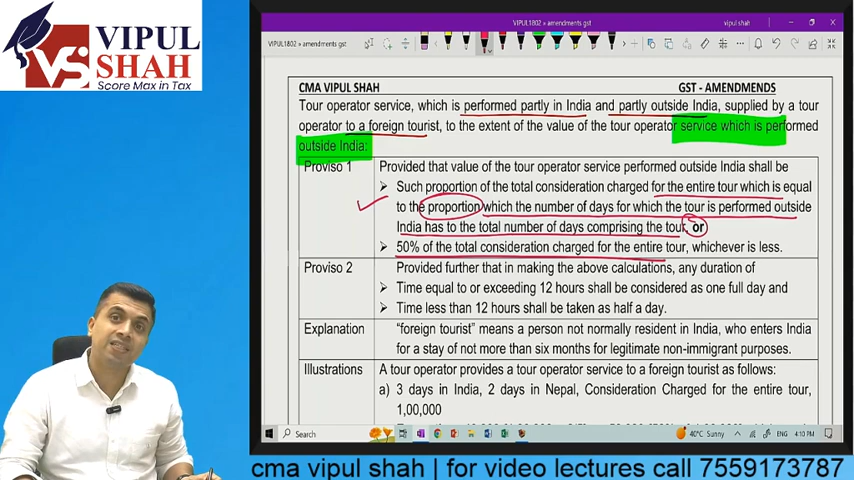 VIPUL1802 » amendments gst
vipul shah
VIPUL1802 » amendments gst
VIPUL
SHAH
Score Max in Tax
CMA VIPUL SHAH GST - AMENDMENTS
Tour operator service, which is performed partly in India and partly outside India, supplied by a tour
operator to a foreign tourist, to the extent of the value of the tour operator service which is performed
outside India:
Proviso 1 Provided that value of the tour operator service performed outside India shall be
➢ Such proportion of the total consideration charged for the entire tour which is equal
to the proportion which the number of days for which the tour is performed outside
India has to the total number of days comprising the tour, or
➢ 50% of the total consideration charged for the entire tour, whichever is less.
Proviso 2 Provided further that in making the above calculations, any duration of
➢ Time equal to or exceeding 12 hours shall be considered as one full day and
➢ Time less than 12 hours shall be taken as half a day.
Explanation "foreign tourist" means a person not normally resident in India, who enters India
for a stay of not more than six months for legitimate non-immigrant purposes.
Illustrations A tour operator provides a tour operator service to a foreign tourist as follows:
a) 3 days in India, 2 days in Nepal, Consideration Charged for the entire tour,
1,00,000
40°C Sunny ENG 4:10 PM
cma vipul shah | for video lectures call 7559173787